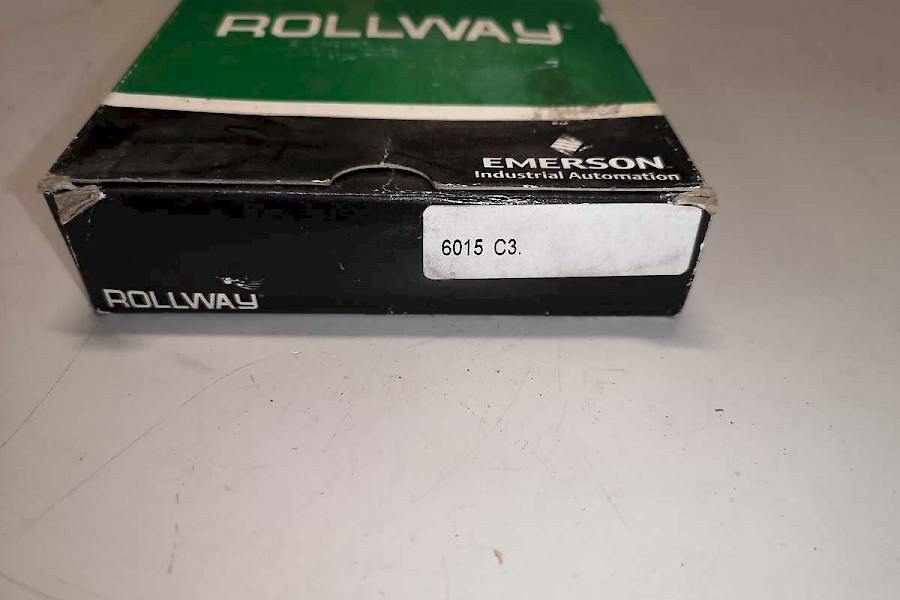 ROLLWAY
EMERSON
Industrial Automation
6015 C3.
ROLLWAY